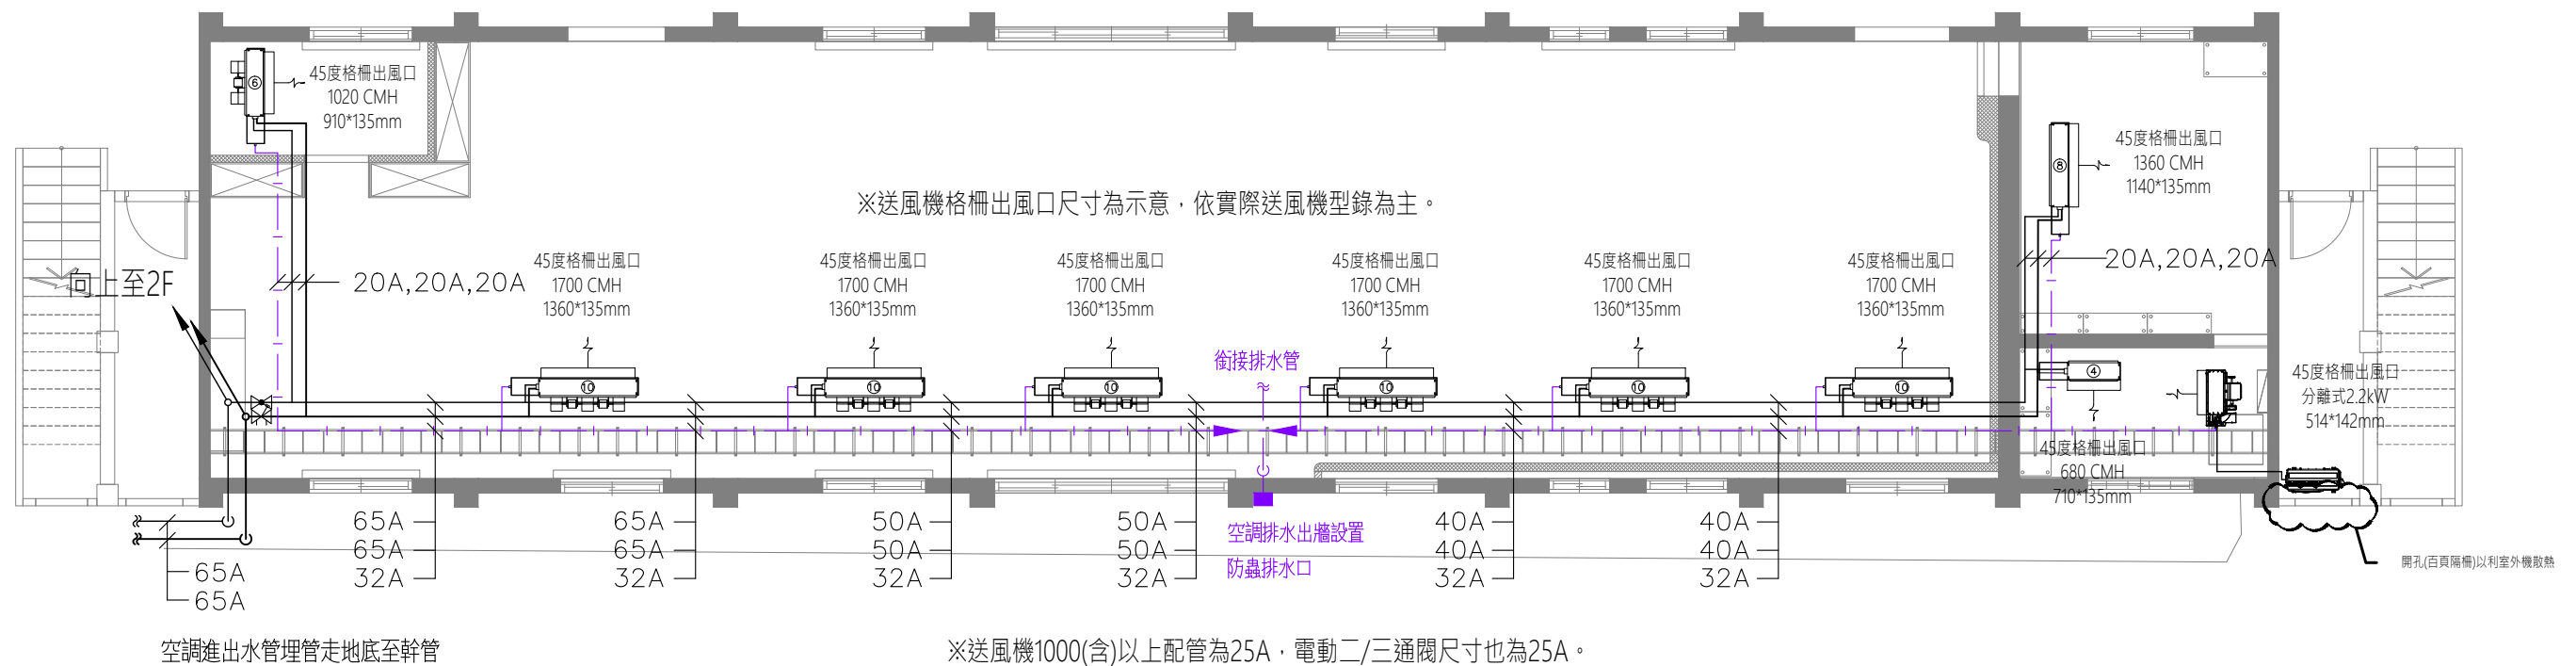 45度格柵出風口
1020 CMH
910*135mm
6
45度格柵出風口
1360 CMH
1140*135mm
8
※送風機格柵出風口尺寸為示意，依實際送風機型錄為主。
向上至2F
20A,20A,20A
20A,20A,20A
45度格柵出風口
1700 CMH
1360*135mm
45度格柵出風口
1700 CMH
1360*135mm
45度格柵出風口
1700 CMH
1360*135mm
45度格柵出風口
1700 CMH
1360*135mm
45度格柵出風口
1700 CMH
1360*135mm
45度格柵出風口
1700 CMH
1360*135mm
銜接排水管
10
10
10
10
10
10
4
45度格柵出風口
分離式2.2kW
514*142mm
45度格柵出風口
680 CMH
710*135mm
65A
65A
32A
65A
65A
32A
50A
50A
32A
50A
50A
32A
空調排水出牆設置
防蟲排水口
40A
40A
32A
40A
40A
32A
65A
65A
開孔(百頁隔柵)以利室外機散熱
空調進出水管埋管走地底至幹管
※送風機1000(含)以上配管為25A，電動二/三通閥尺寸也為25A。